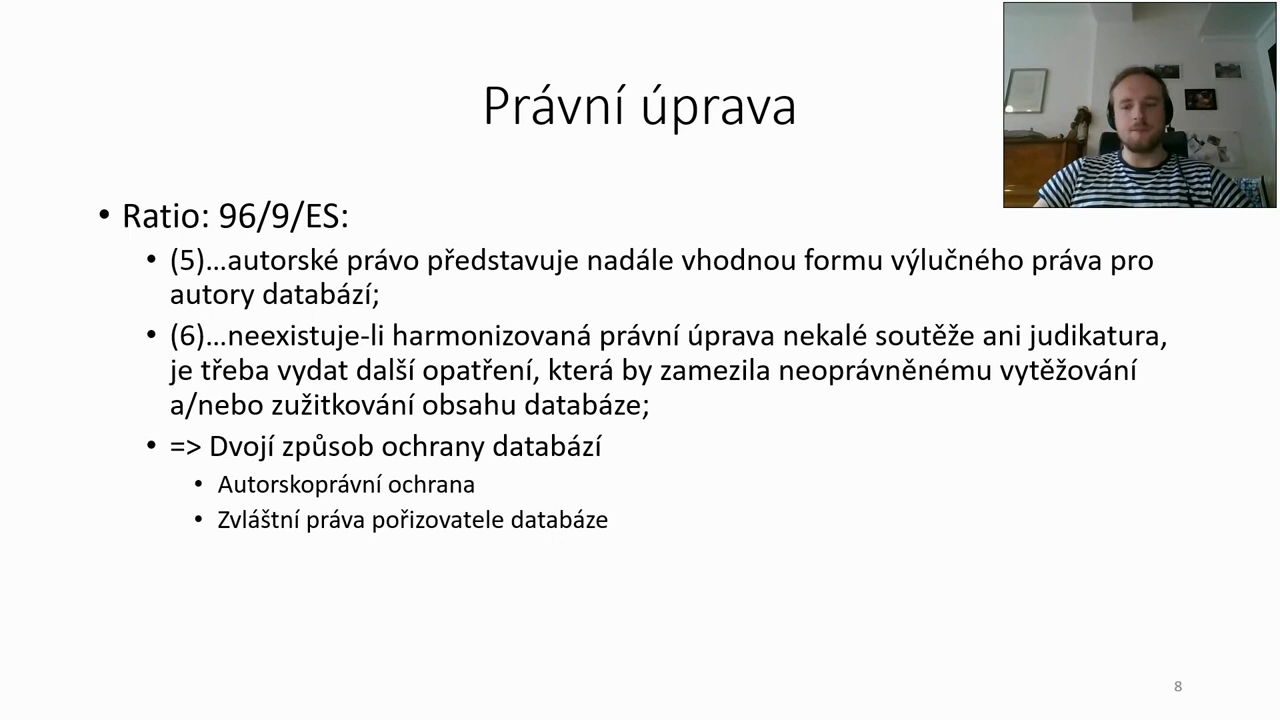 Právní úprava
• Ratio: 96/9/ES:
• (5)…autorské právo představuje nadále vhodnou formu výlučného práva pro
autory databází;
• (6)…neexistuje-li harmonizovaná právní úprava nekalé soutěže ani judikatura,
je třeba vydat další opatření, která by zamezila neoprávněnému vytěžování
a/nebo zužitkování obsahu databáze;
• => Dvojí způsob ochrany databází
• Autorskoprávní ochrana
• Zvláštní práva pořizovatele databáze
8